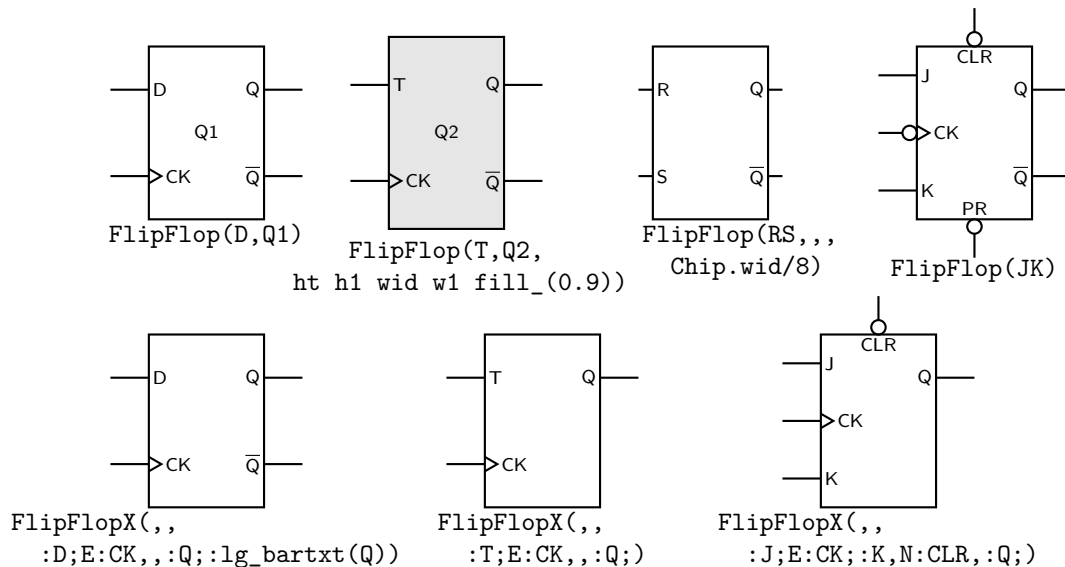 D Q
Q1
CK Q̅
FlipFlop(D,Q1)
T Q
Q2
CK Q̅
FlipFlop(T,Q2,
ht h1 wid w1 fill_(0.9))
R Q
S Q̅
FlipFlop(RS,,,
Chip.wid/8)
CLR
J Q
CK
K Q̅
PR
FlipFlop(JK)
D Q
CK Q̅
FlipFlopX(,,
:D;E:CK,,:Q;:lg_bartxt(Q))
T Q
CK
FlipFlopX(,,
:T;E:CK,,:Q;)
CLR
J Q
CK
K
FlipFlopX(,,
:J;E:CK;:K,N:CLR,:Q;)